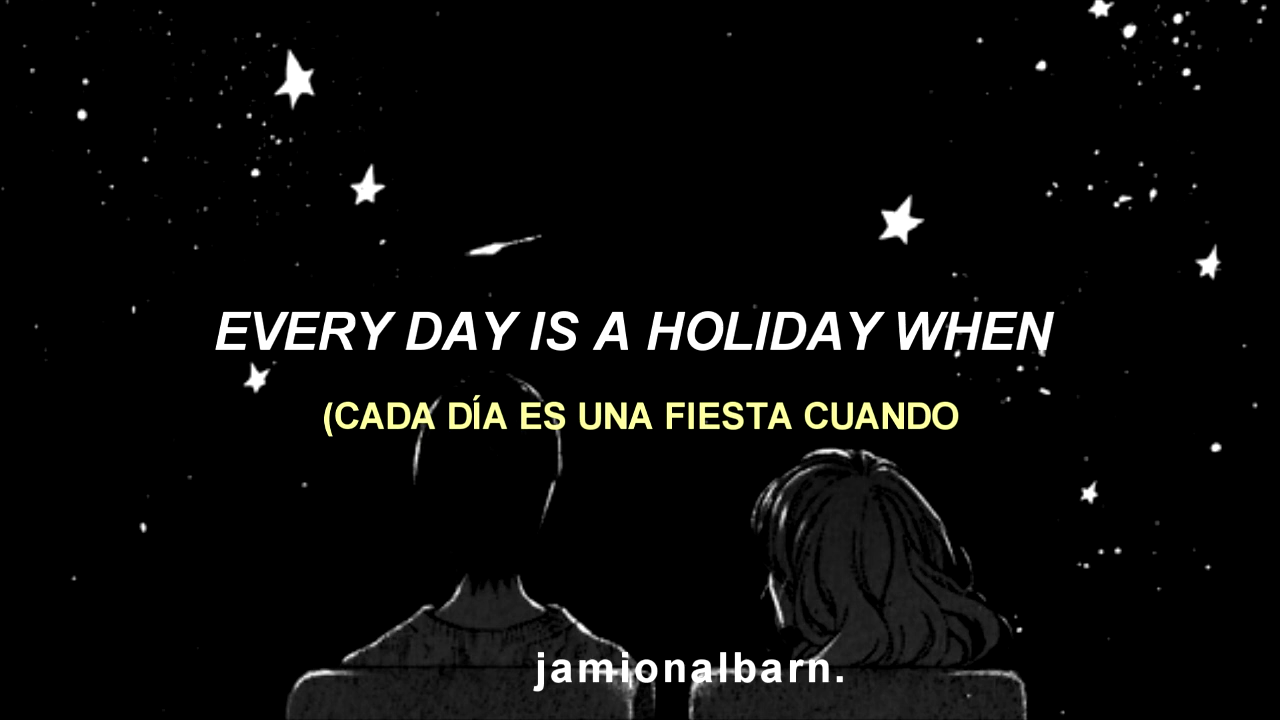 EVERY DAY IS A HOLIDAY WHEN
(CADA DÍA ES UNA FIESTA CUANDO
jamionalbarn.